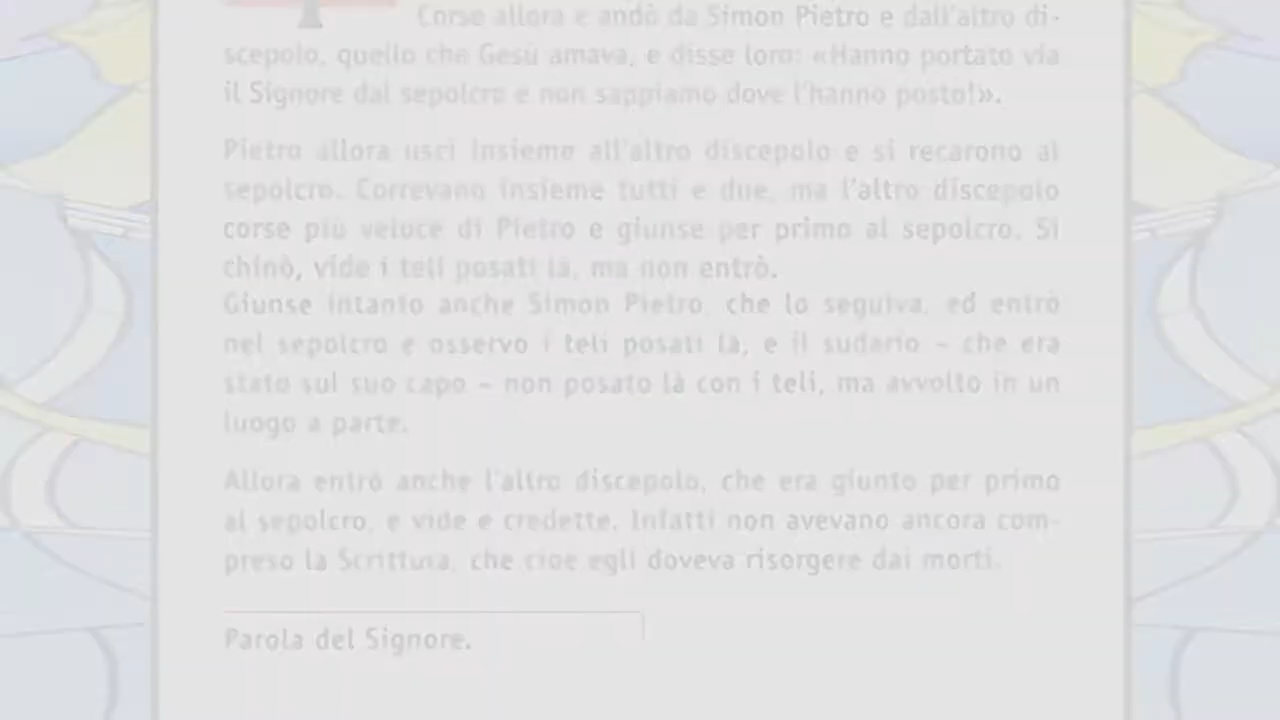 Corse allora e andò da Simon Pietro e dall'altro di-
scepolo, quello che Gesù amava, e disse loro: «Hanno portato via
il Signore dal sepolcro e non sappiamo dove l'hanno posto!».
Pietro allora uscì insieme all'altro discepolo e si recarono al
sepolcro. Correvano insieme tutti e due, ma l'altro discepolo
corse più veloce di Pietro e giunse per primo al sepolcro. Si
chinò, vide i teli posati là, ma non entrò.
Giunse intanto anche Simon Pietro, che lo seguiva, ed entrò
nel sepolcro e osservò i teli posati là, e il sudario – che era
stato sul suo capo – non posato là con i teli, ma avvolto in un
luogo a parte.
Allora entrò anche l'altro discepolo, che era giunto per primo
al sepolcro, e vide e credette. Infatti non avevano ancora com-
preso la Scrittura, che cioè egli doveva risorgere dai morti.
Parola del Signore.